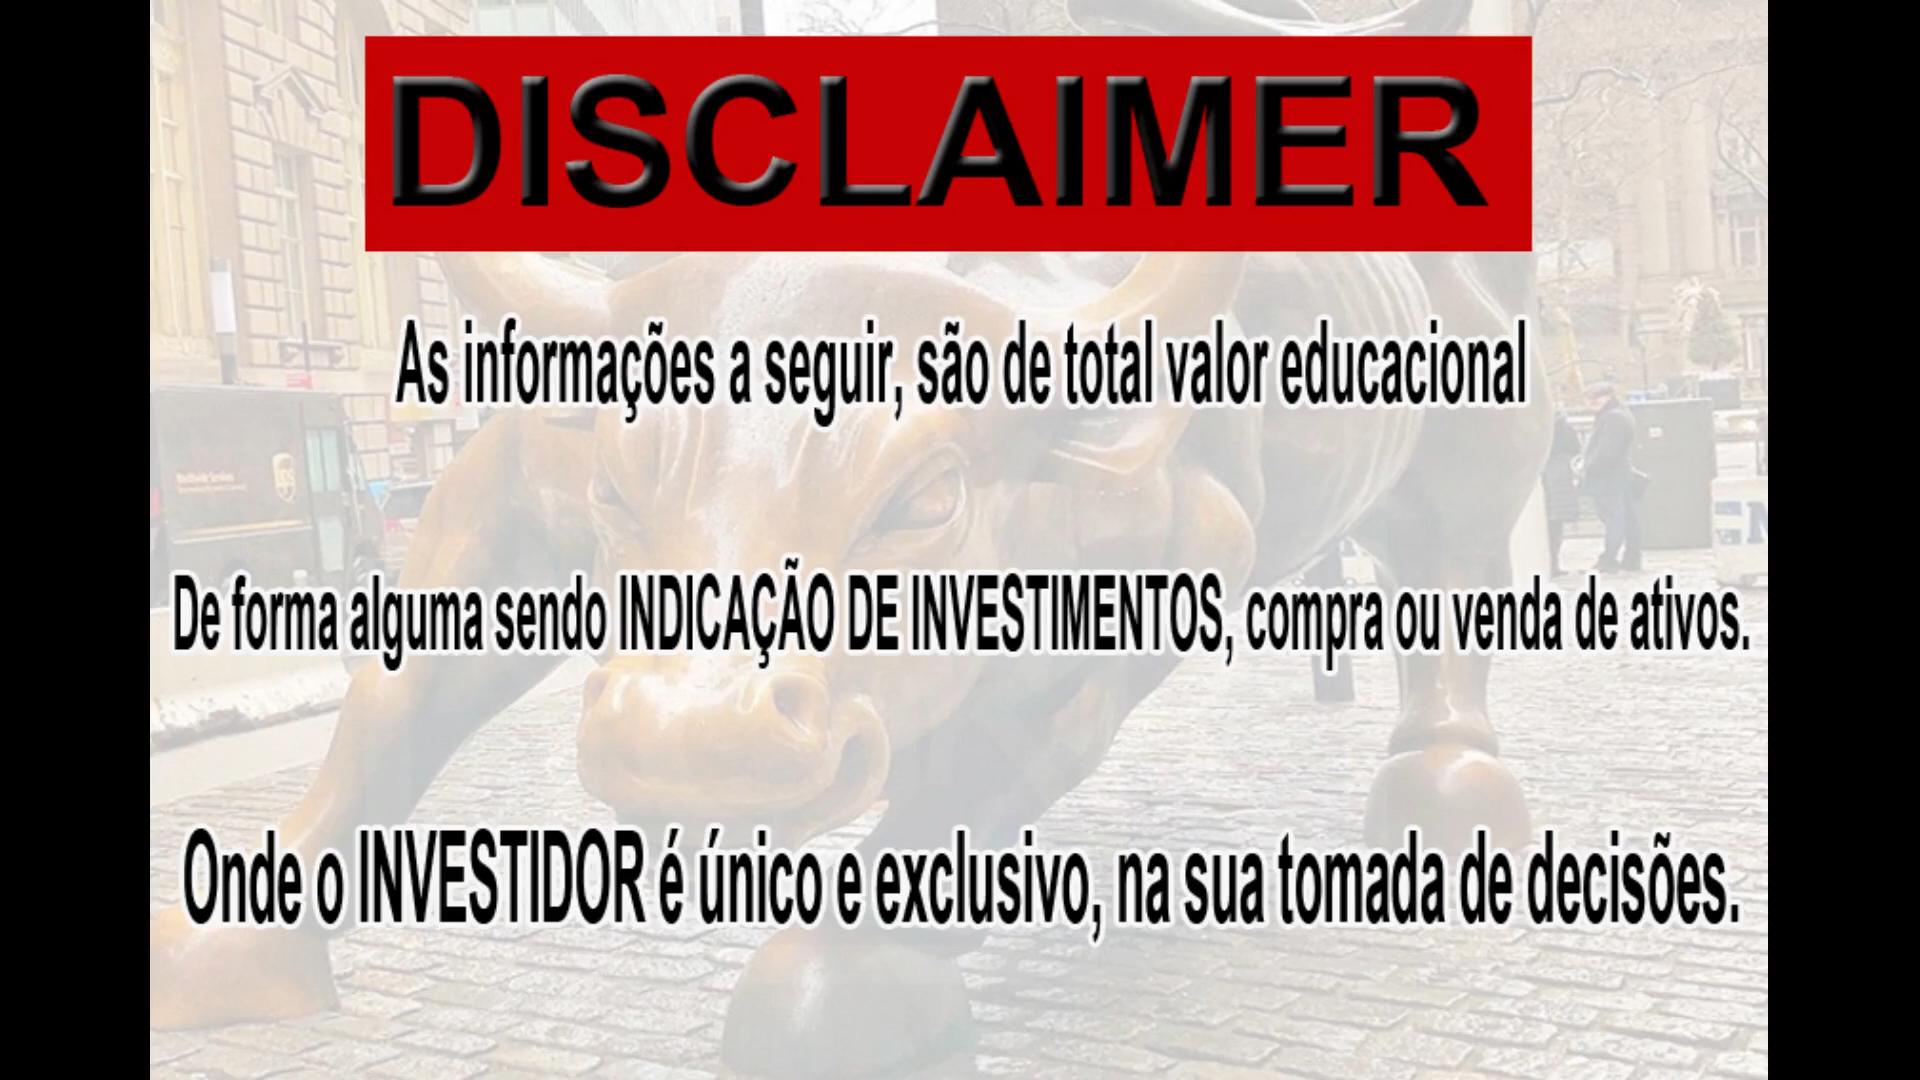 DISCLAIMER
As informações a seguir, são de total valor educacional
De forma alguma sendo INDICAÇÃO DE INVESTIMENTOS, compra ou venda de ativos.
Onde o INVESTIDOR é único e exclusivo, na sua tomada de decisões.
ups